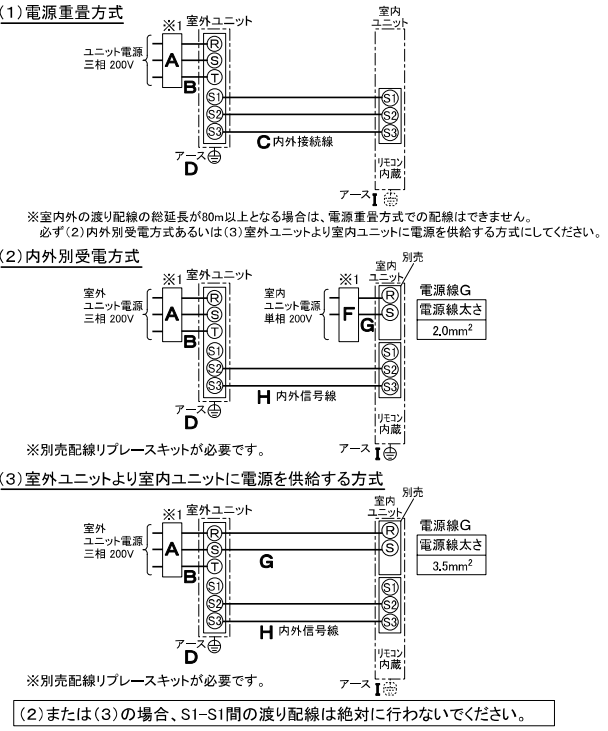 (1)電源重畳方式
※1 室外ユニット
室内
ユニット
ユニット電源
三相 200V
A
B
R
S
T
S1
S2
S3
S1
S2
S3
C 内外接続線
アース
D
リモコン
内蔵
アース I
※室内外の渡り配線の総延長が80m以上となる場合は、電源重畳方式での配線はできません。
必ず(2)内外別受電方式あるいは(3)室外ユニットより室内ユニットに電源を供給する方式にしてください。
(2)内外別受電方式
※1 室外ユニット
※1
室内
ユニット
別売
室外
ユニット電源
三相 200V
A
B
R
S
T
S1
S2
S3
室内
ユニット電源
単相 200V
F
G
R
S
S1
S2
S3
電源線G
電源線太さ
2.0mm²
H 内外信号線
アース
D
リモコン
内蔵
アース I
※別売配線リプレースキットが必要です。
(3)室外ユニットより室内ユニットに電源を供給する方式
※1 室外ユニット
室内
ユニット
別売
室外
ユニット電源
三相 200V
A
B
R
S
T
S1
S2
S3
G
R
S
S1
S2
S3
電源線G
電源線太さ
3.5mm²
H 内外信号線
アース
D
リモコン
内蔵
アース I
※別売配線リプレースキットが必要です。
(2)または(3)の場合、S1-S1間の渡り配線は絶対に行わないでください。